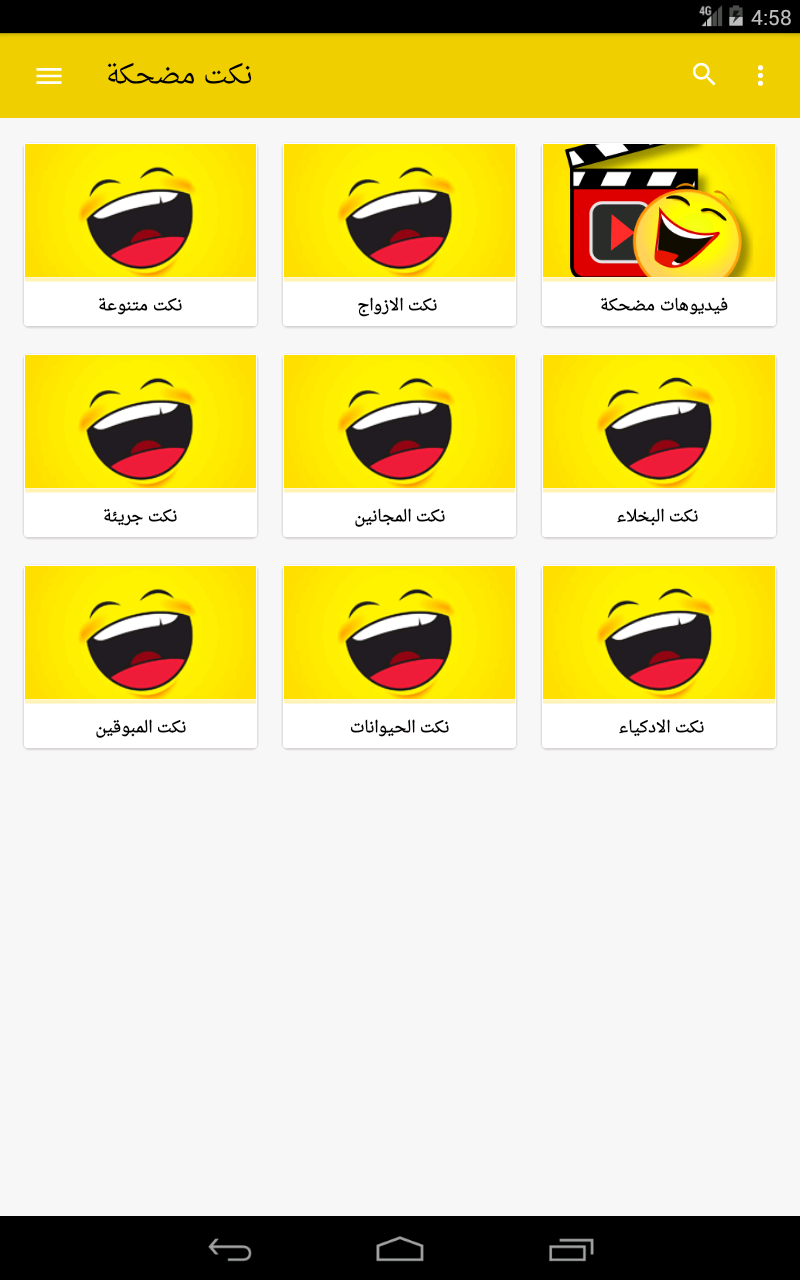 4G 4:58
نكت مضحكة
فيديوهات مضحكة
نكت الازواج
نكت متنوعة
نكت البخلاء
نكت المجانين
نكت جريئة
نكت الادكياء
نكت الحيوانات
نكت المبوقين